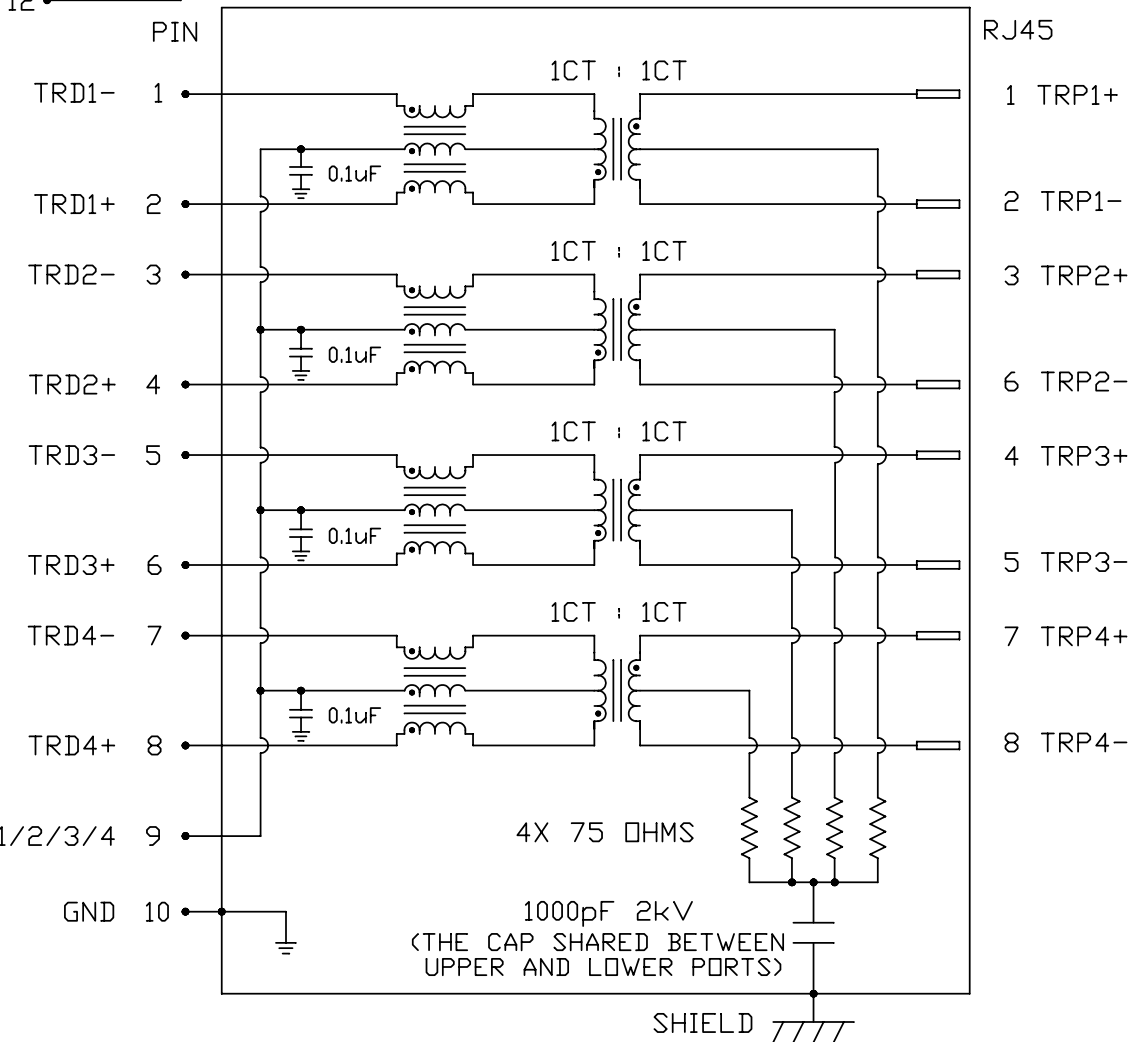 12
PIN
RJ45
1CT : 1CT
TRD1- 1
1 TRP1+
0.1uF
TRD1+ 2
2 TRP1-
1CT : 1CT
TRD2- 3
3 TRP2+
0.1uF
TRD2+ 4
6 TRP2-
1CT : 1CT
TRD3- 5
4 TRP3+
0.1uF
TRD3+ 6
5 TRP3-
1CT : 1CT
TRD4- 7
7 TRP4+
0.1uF
TRD4+ 8
8 TRP4-
1/2/3/4 9
4X 75 OHMS
GND 10
1000pF 2kV
(THE CAP SHARED BETWEEN
UPPER AND LOWER PORTS)
SHIELD